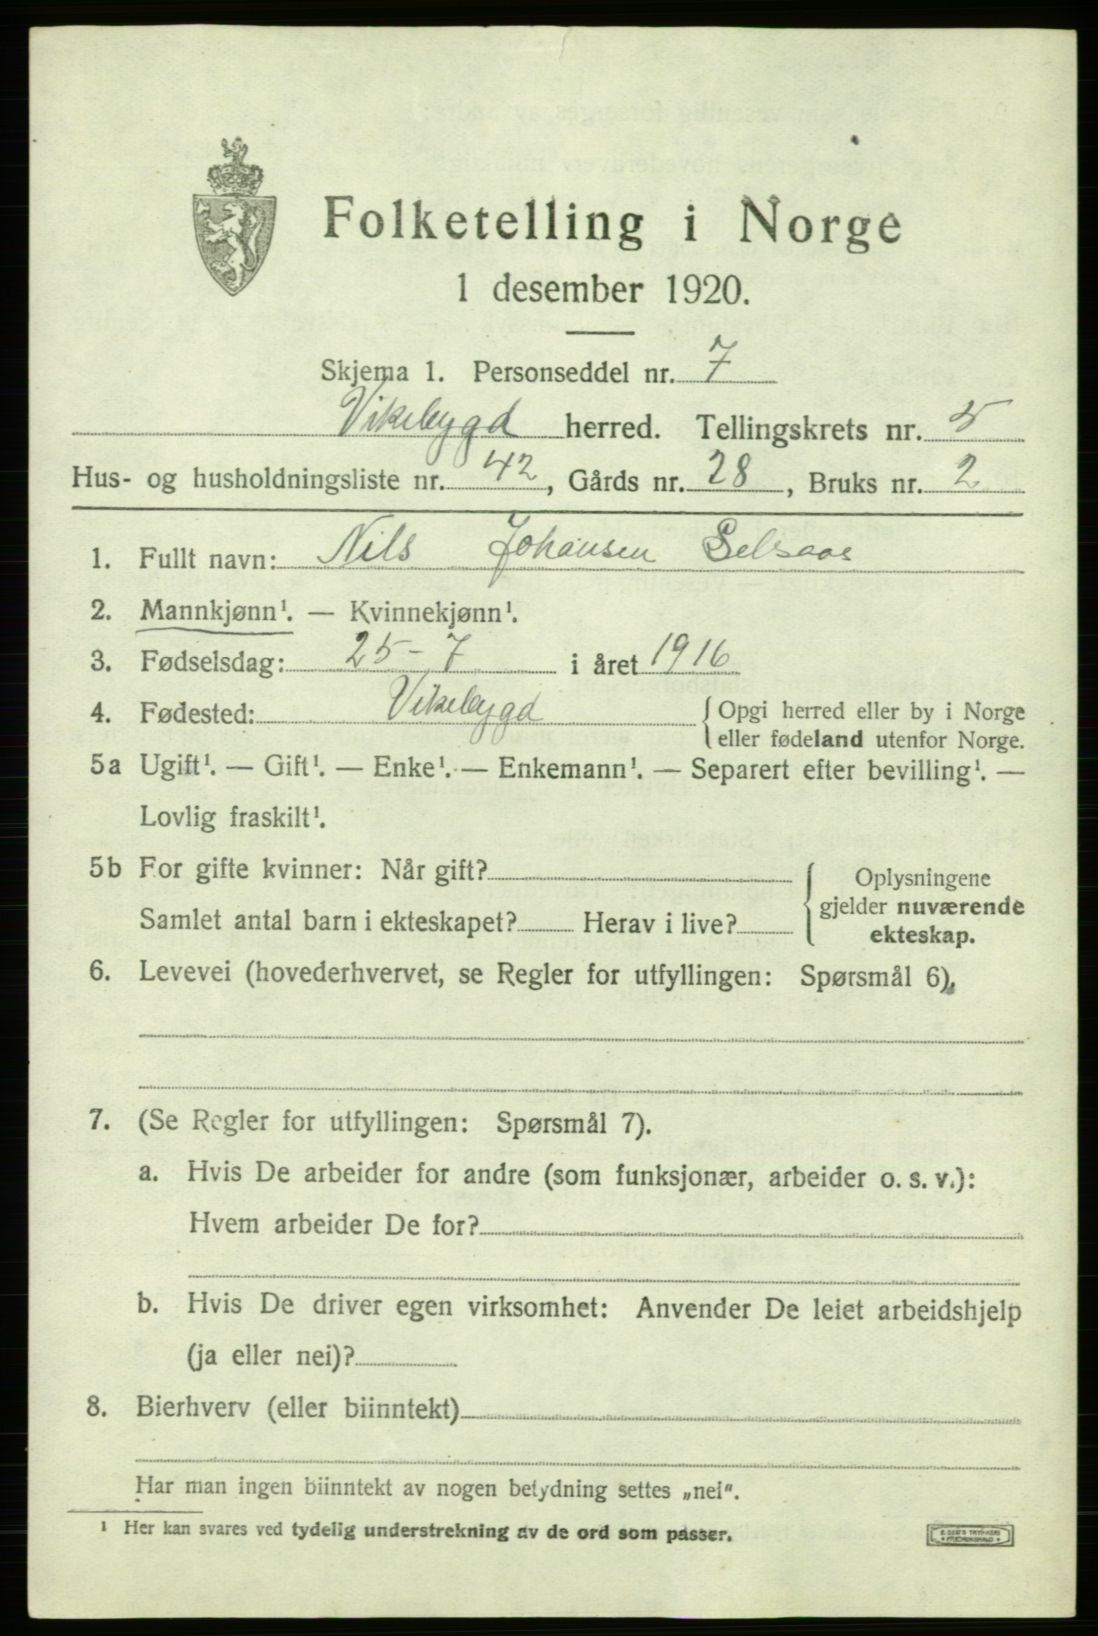 Folketelling i Norge
1 desember 1920.
Skjema 1. Personseddel nr. 7
Vikebygd herred. Tellingskrets nr. 5
Hus- og husholdningsliste nr. 42, Gårds nr. 28, Bruks nr. 2
1. Fullt navn: Nils Johansen Selsaas
2. Mannkjønn¹. — Kvinnekjønn¹.
3. Fødselsdag: 25-7 i året 1916
4. Fødested: Vikebygd {Opgi herred eller by i Norge
eller fødeland utenfor Norge.
5a Ugift¹. — Gift¹. — Enke¹. — Enkemann¹. — Separert efter bevilling¹. —
Lovlig fraskilt¹.
5b For gifte kvinner: Når gift?
Samlet antal barn i ekteskapet? Herav i live?
{Oplysningene
gjelder nuværende
ekteskap.
6. Levevei (hovederhvervet, se Regler for utfyllingen: Spørsmål 6).
7. (Se Regler for utfyllingen: Spørsmål 7).
a. Hvis De arbeider for andre (som funksjonær, arbeider o. s. v.):
Hvem arbeider De for?
b. Hvis De driver egen virksomhet: Anvender De leiet arbeidshjelp
(ja eller nei)?
8. Bierhverv (eller biinntekt)
Har man ingen biinntekt av nogen betydning settes „nei“.
¹ Her kan svares ved tydelig understrekning av de ord som passer.